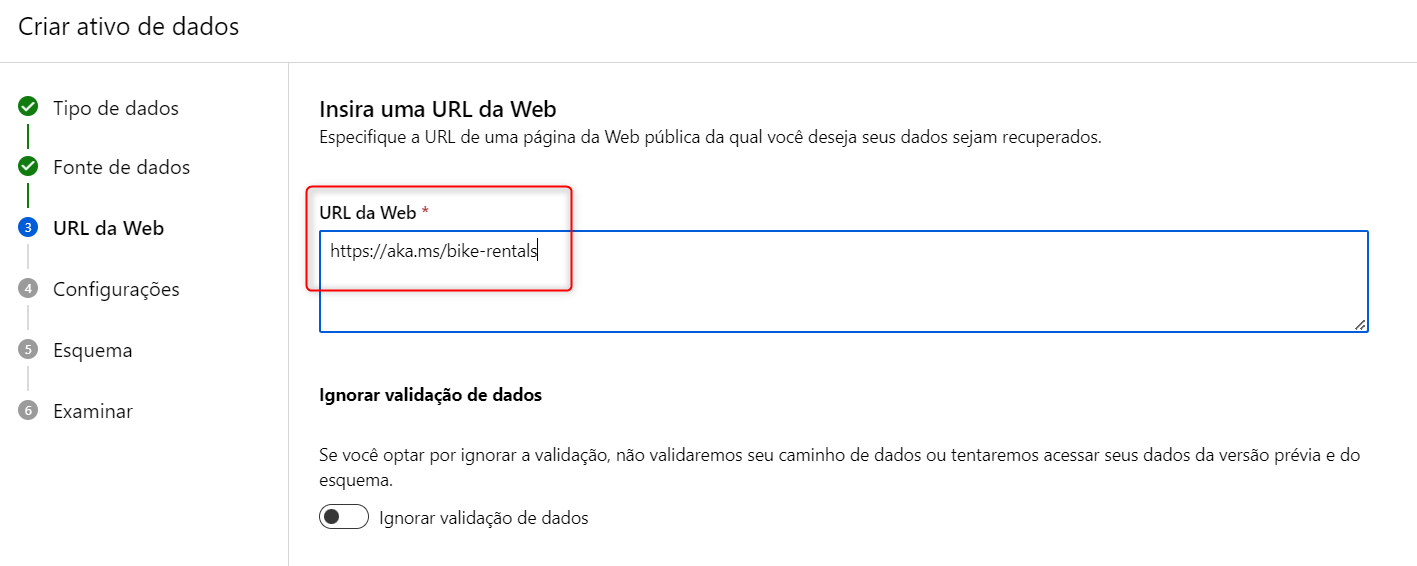 Criar ativo de dados
Tipo de dados
Fonte de dados
3 URL da Web
4 Configurações
5 Esquema
6 Examinar
Insira uma URL da Web
Especifique a URL de uma página da Web pública da qual você deseja seus dados sejam recuperados.
URL da Web *
https://aka.ms/bike-rentals
Ignorar validação de dados
Se você optar por ignorar a validação, não validaremos seu caminho de dados ou tentaremos acessar seus dados da versão prévia e do
esquema.
Ignorar validação de dados